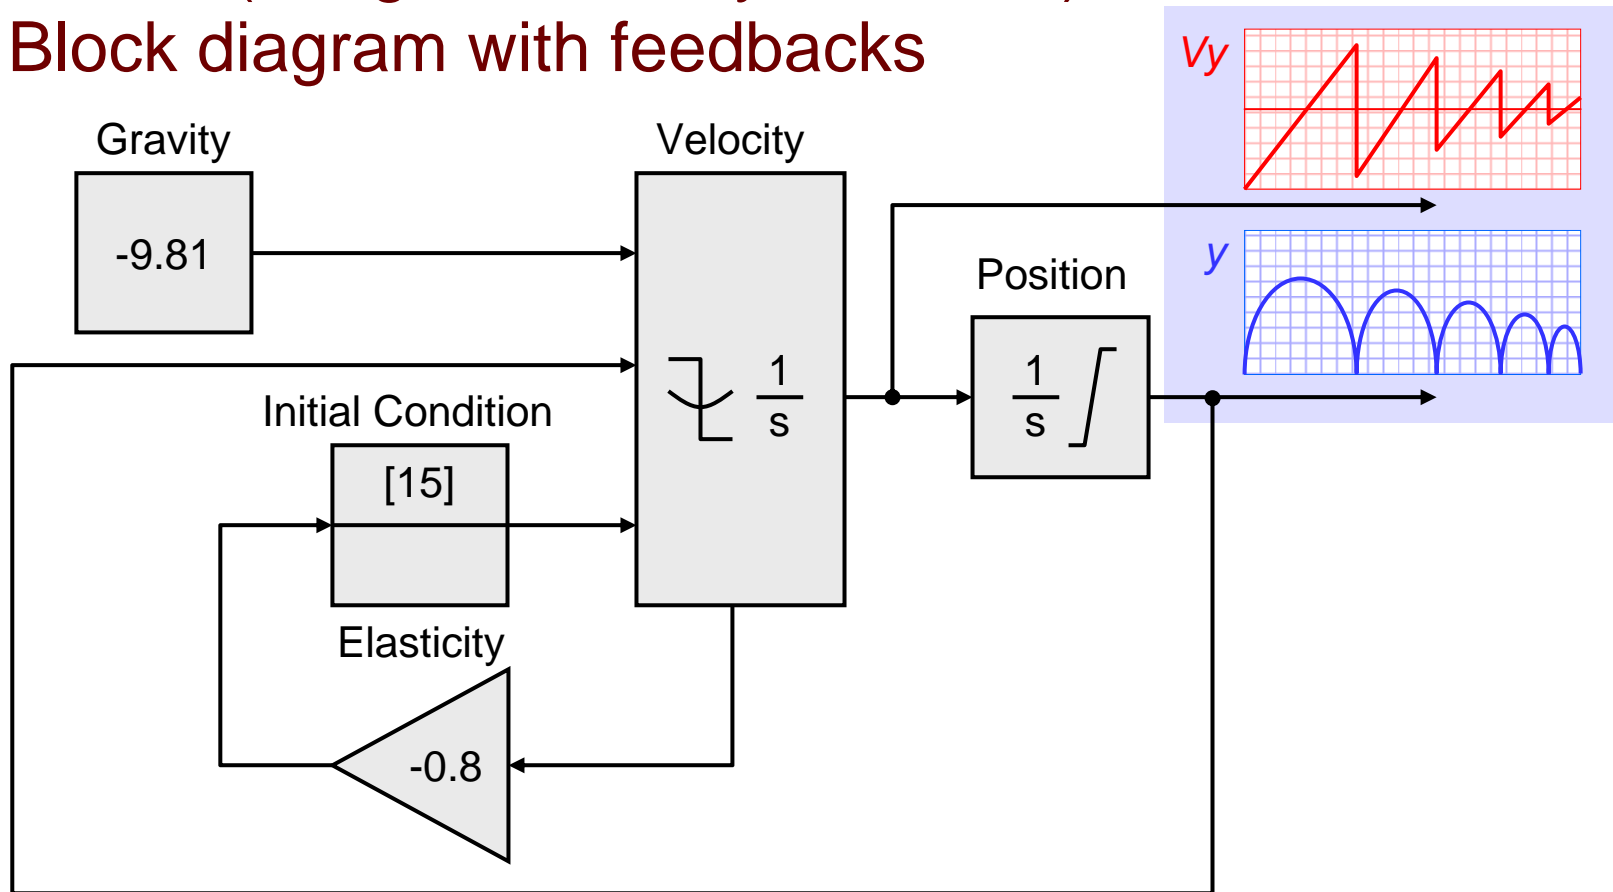 Block diagram with feedbacks
Vy
Gravity
Velocity
-9.81
y
Position
1
s
1
s
Initial Condition
[15]
Elasticity
-0.8